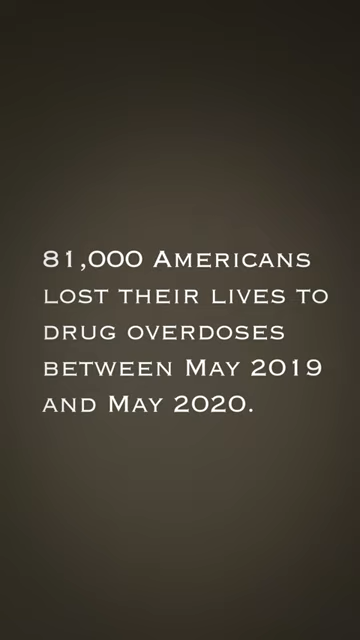 81,000 Americans
lost their lives to
drug overdoses
between May 2019
and May 2020.